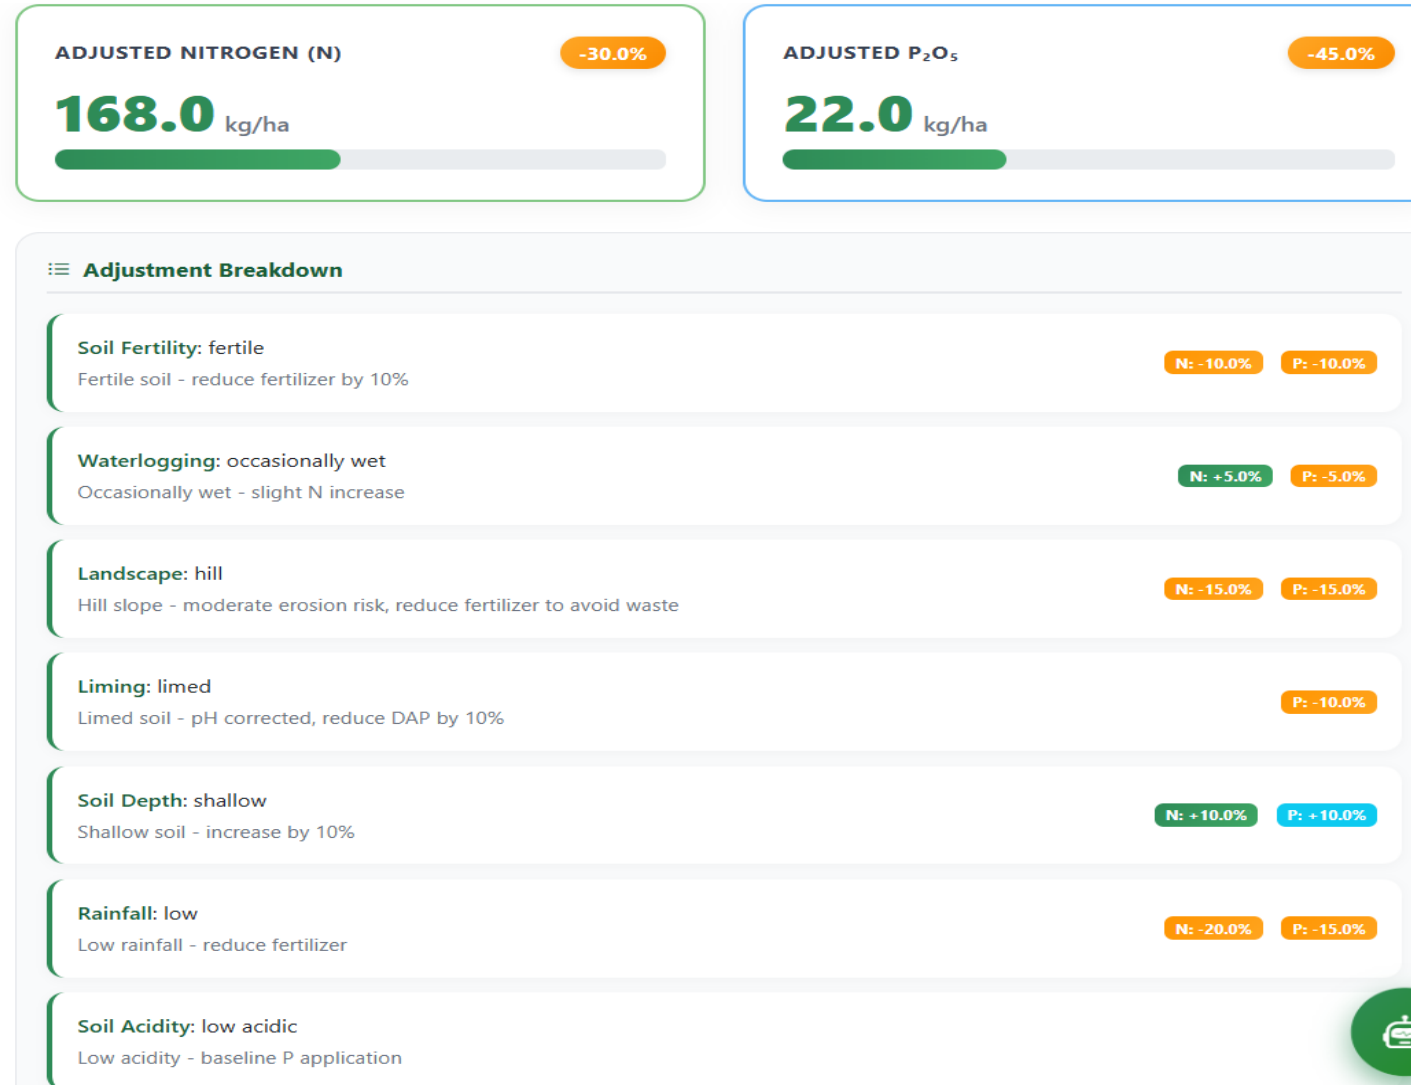 ADJUSTED NITROGEN (N)
-30.0%
168.0 kg/ha
ADJUSTED P₂O₅
-45.0%
22.0 kg/ha
Adjustment Breakdown
Soil Fertility: fertile
Fertile soil - reduce fertilizer by 10%
N: -10.0% P: -10.0%
Waterlogging: occasionally wet
Occasionally wet - slight N increase
N: +5.0% P: -5.0%
Landscape: hill
Hill slope - moderate erosion risk, reduce fertilizer to avoid waste
N: -15.0% P: -15.0%
Liming: limed
Limed soil - pH corrected, reduce DAP by 10%
P: -10.0%
Soil Depth: shallow
Shallow soil - increase by 10%
N: +10.0% P: +10.0%
Rainfall: low
Low rainfall - reduce fertilizer
N: -20.0% P: -15.0%
Soil Acidity: low acidic
Low acidity - baseline P application